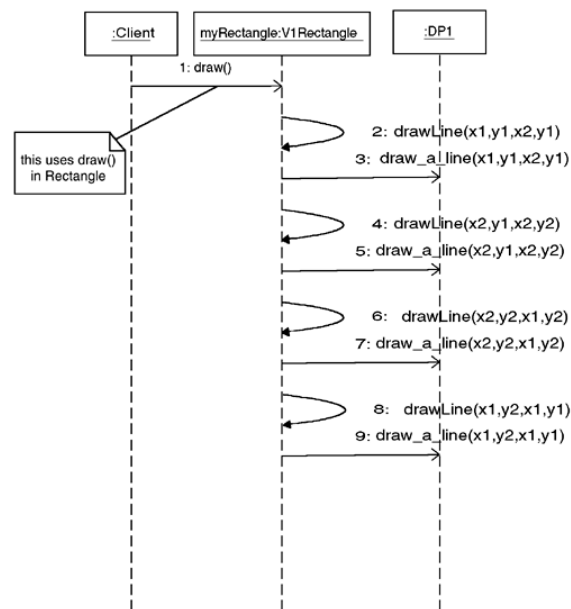 :Client
myRectangle:V1Rectangle
:DP1
1: draw()
this uses draw()
in Rectangle
2: drawLine(x1,y1,x2,y1)
3: draw_a_line(x1,y1,x2,y1)
4: drawLine(x2,y1,x2,y2)
5: draw_a_line(x2,y1,x2,y2)
6: drawLine(x2,y2,x1,y2)
7: draw_a_line(x2,y2,x1,y2)
8: drawLine(x1,y2,x1,y1)
9: draw_a_line(x1,y2,x1,y1)